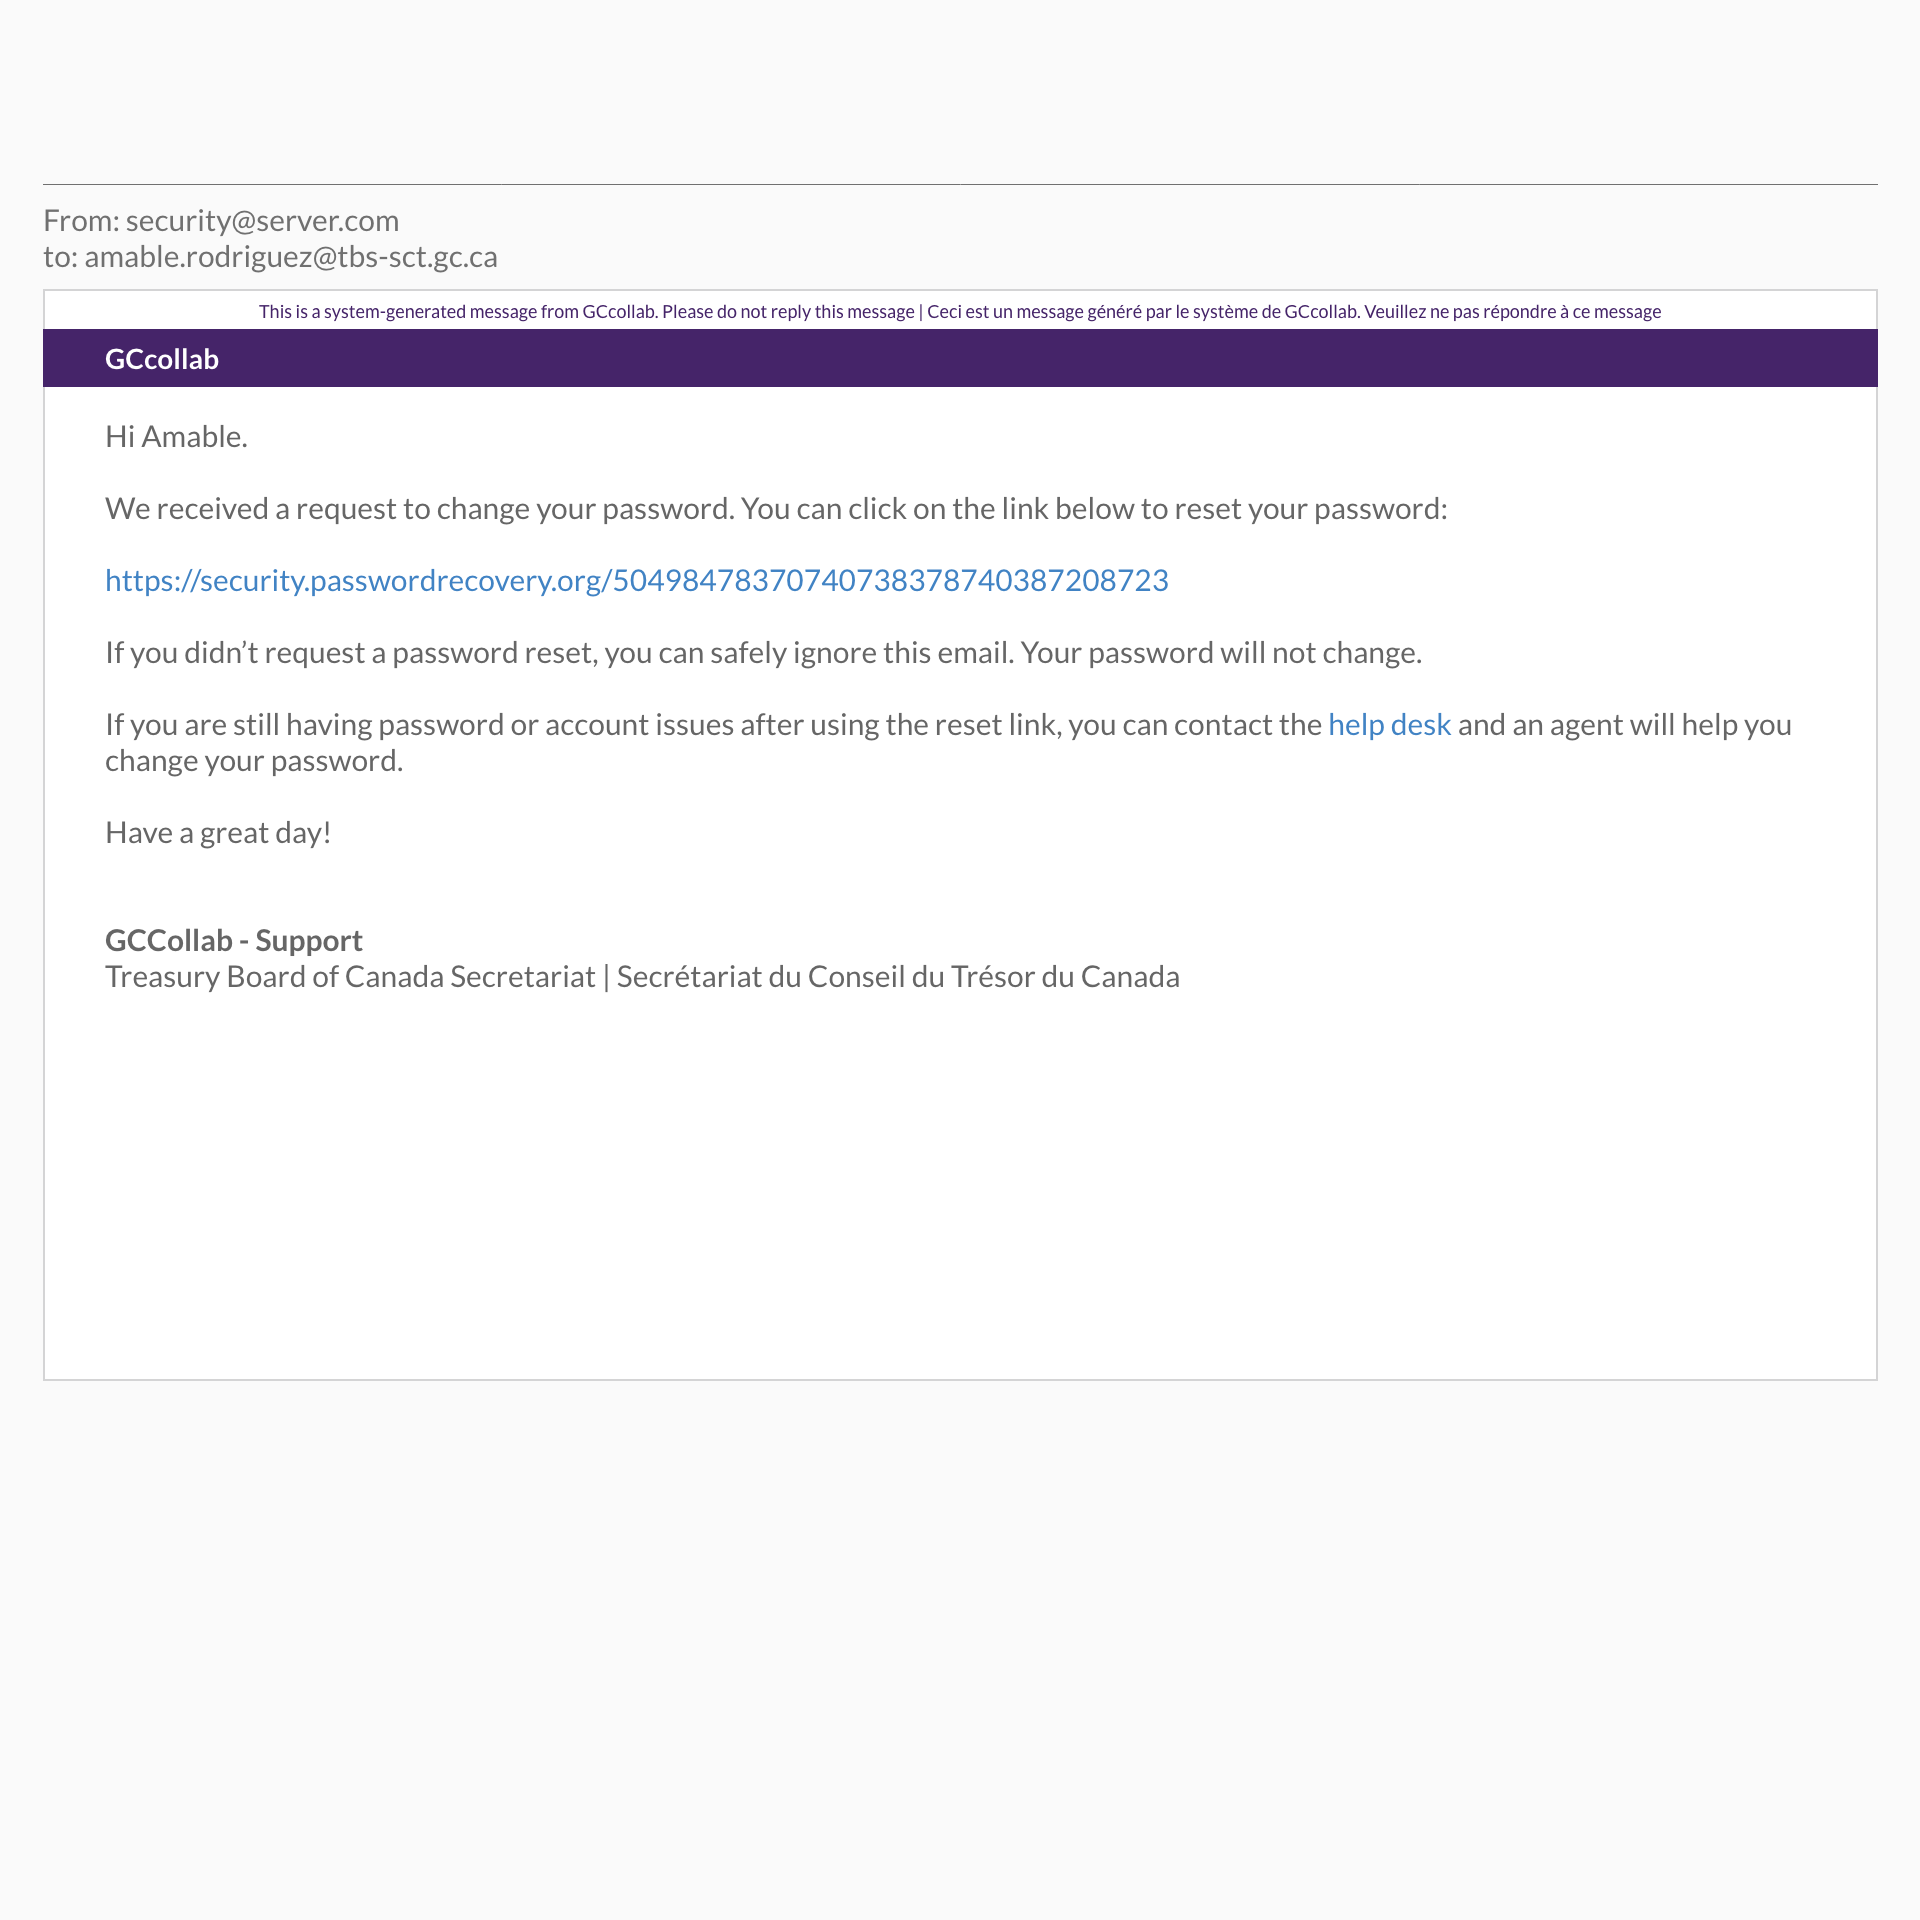 From: security@server.com
to: amable.rodriguez@tbs-sct.gc.ca
This is a system-generated message from GCcollab. Please do not reply this message | Ceci est un message généré par le système de GCcollab. Veuillez ne pas répondre à ce message
GCcollab
Hi Amable.
We received a request to change your password. You can click on the link below to reset your password:
https://security.passwordrecovery.org/50498478370740738378740387208723
If you didn’t request a password reset, you can safely ignore this email. Your password will not change.
If you are still having password or account issues after using the reset link, you can contact the help desk and an agent will help you
change your password.
Have a great day!
GCCollab - Support
Treasury Board of Canada Secretariat | Secrétariat du Conseil du Trésor du Canada